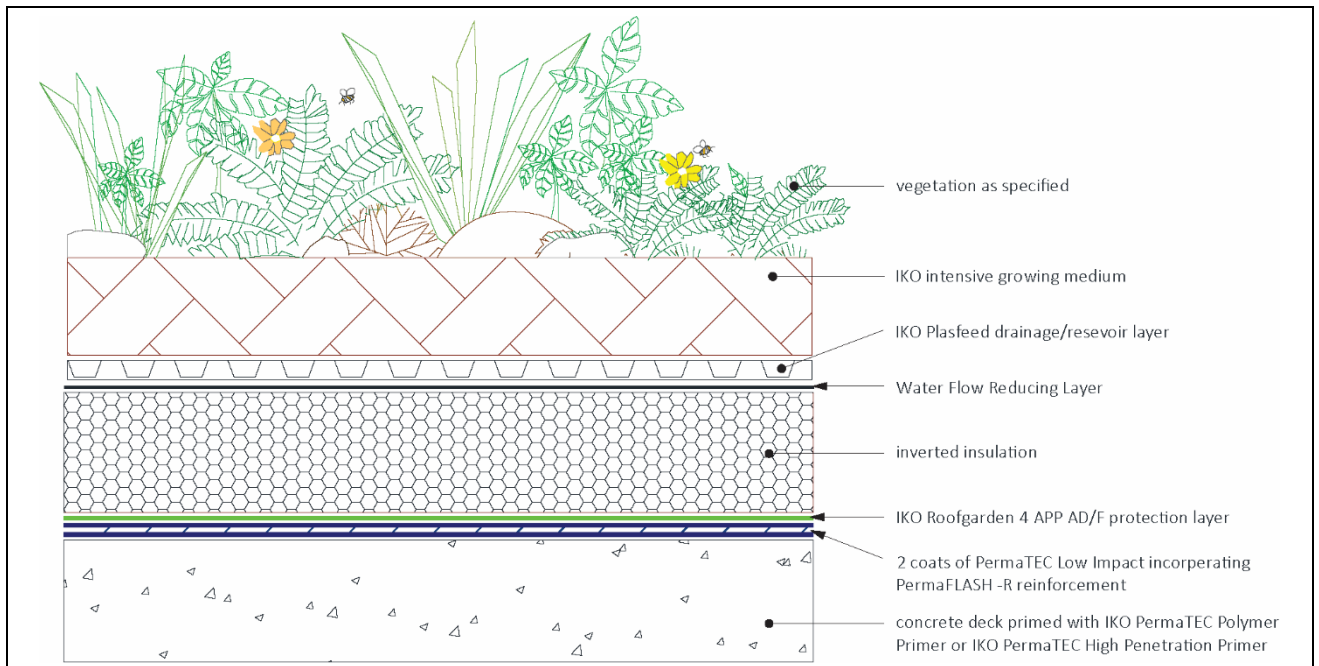 vegetation as specified
IKO intensive growing medium
IKO Plasfeed drainage/resevoir layer
Water Flow Reducing Layer
inverted insulation
IKO Roofgarden 4 APP AD/F protection layer
2 coats of PermaTEC Low Impact incorperating
PermaFLASH -R reinforcement
concrete deck primed with IKO PermaTEC Polymer
Primer or IKO PermaTEC High Penetration Primer